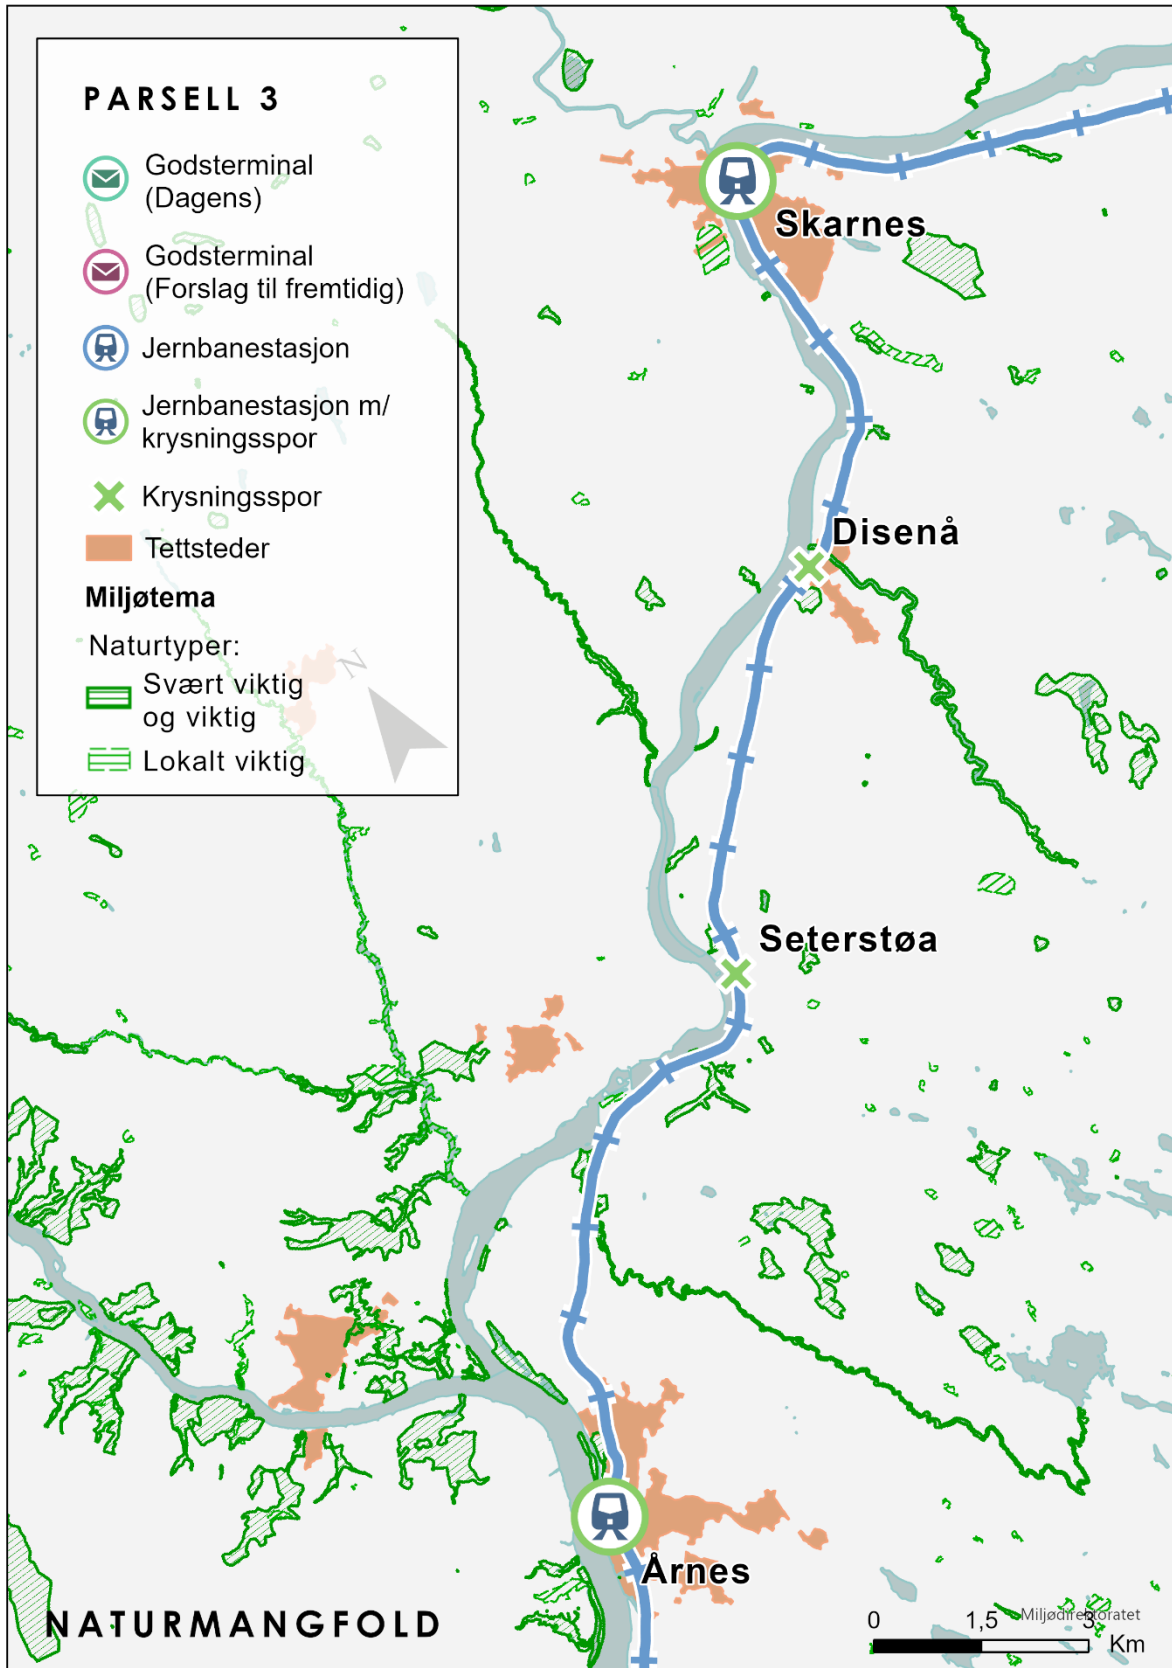 PARSELL 3
Godsterminal
(Dagens)
Godsterminal
(Forslag til fremtidig)
Jernbanestasjon
Jernbanestasjon m/
krysningsspor
Krysningsspor
Tettsteder
Miljøtema
Naturtyper:
Svært viktig
og viktig
Lokalt viktig
N
Skarnes
Disenå
Seterstøa
Årnes
NATURMANGFOLD
0 1,5 3
Miljødirektoratet
Km